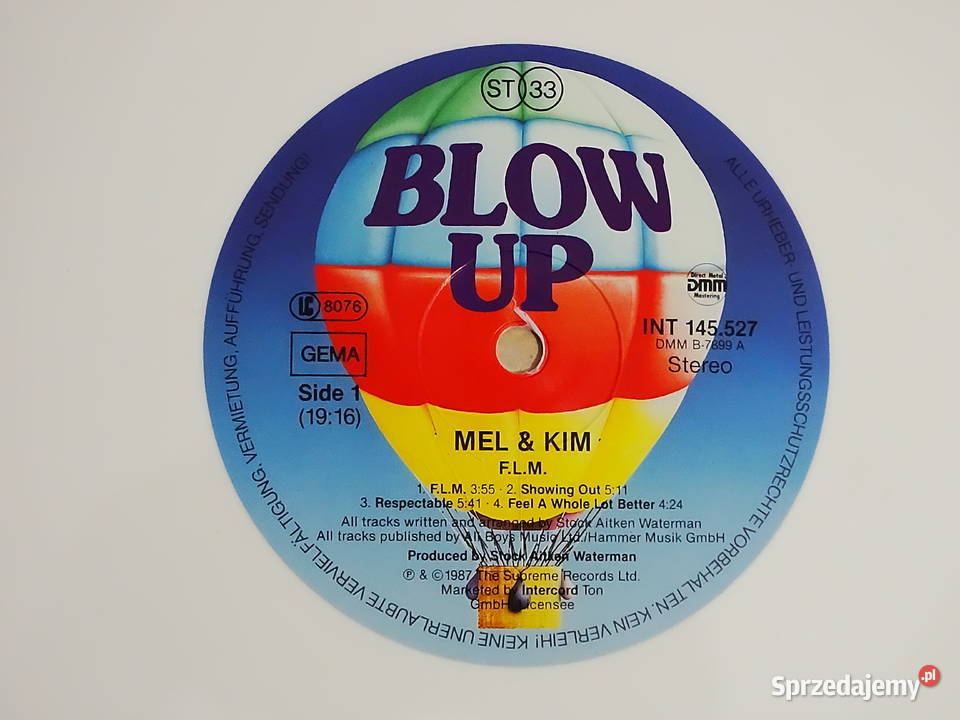 ST 33
BLOW
UP
Direct Metal
DMM
Mastering
LC 8076
GEMA
Side 1
(19:16)
INT 145.527
DMM B-7899 A
Stereo
MEL & KIM
F.L.M.
1. F.L.M. 3:55 · 2. Showing Out 5:11
3. Respectable 5:41 · 4. Feel A Whole Lot Better 4:24
All tracks written and arranged by Stock Aitken Waterman
All tracks published by All Boys Music Ltd./Hammer Musik GmbH
Produced by Stock Aitken Waterman
℗ & © 1987 The Supreme Records Ltd.
Marketed by Intercord Ton
GmbH Licensee
ALLE URHEBER- UND LEISTUNGSSCHUTZRECHTE VORBEHALTEN. KEIN VERLEIH! KEINE UNERLAUBTE VERVIELFÄLTIGUNG, VERMIETUNG, AUFFÜHRUNG, SENDUNG!
Sprzedajemy.pl